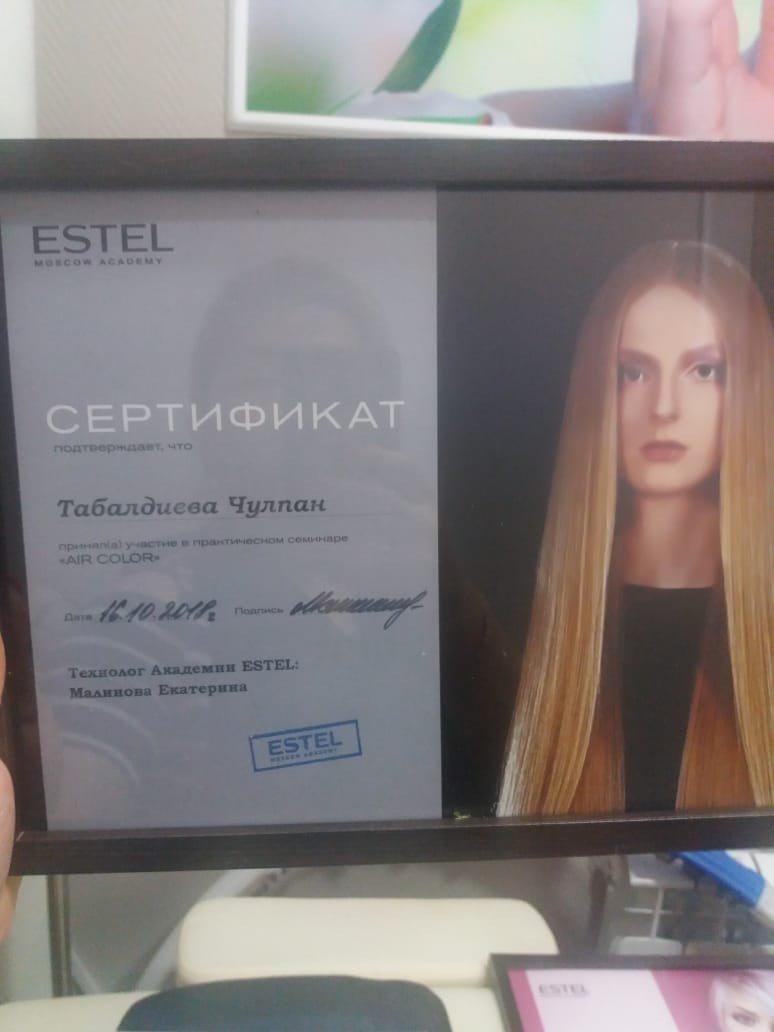 ESTEL
MOSCOW ACADEMY
СЕРТИФИКАТ
подтверждает, что
Табалдиева Чулпан
принял(а) участие в практическом семинаре
«AIR COLOR»
Дата 16.10.2018г. Подпись
Технолог Академии ESTEL:
Малинова Екатерина
ESTEL
MOSCOW ACADEMY
ESTEL